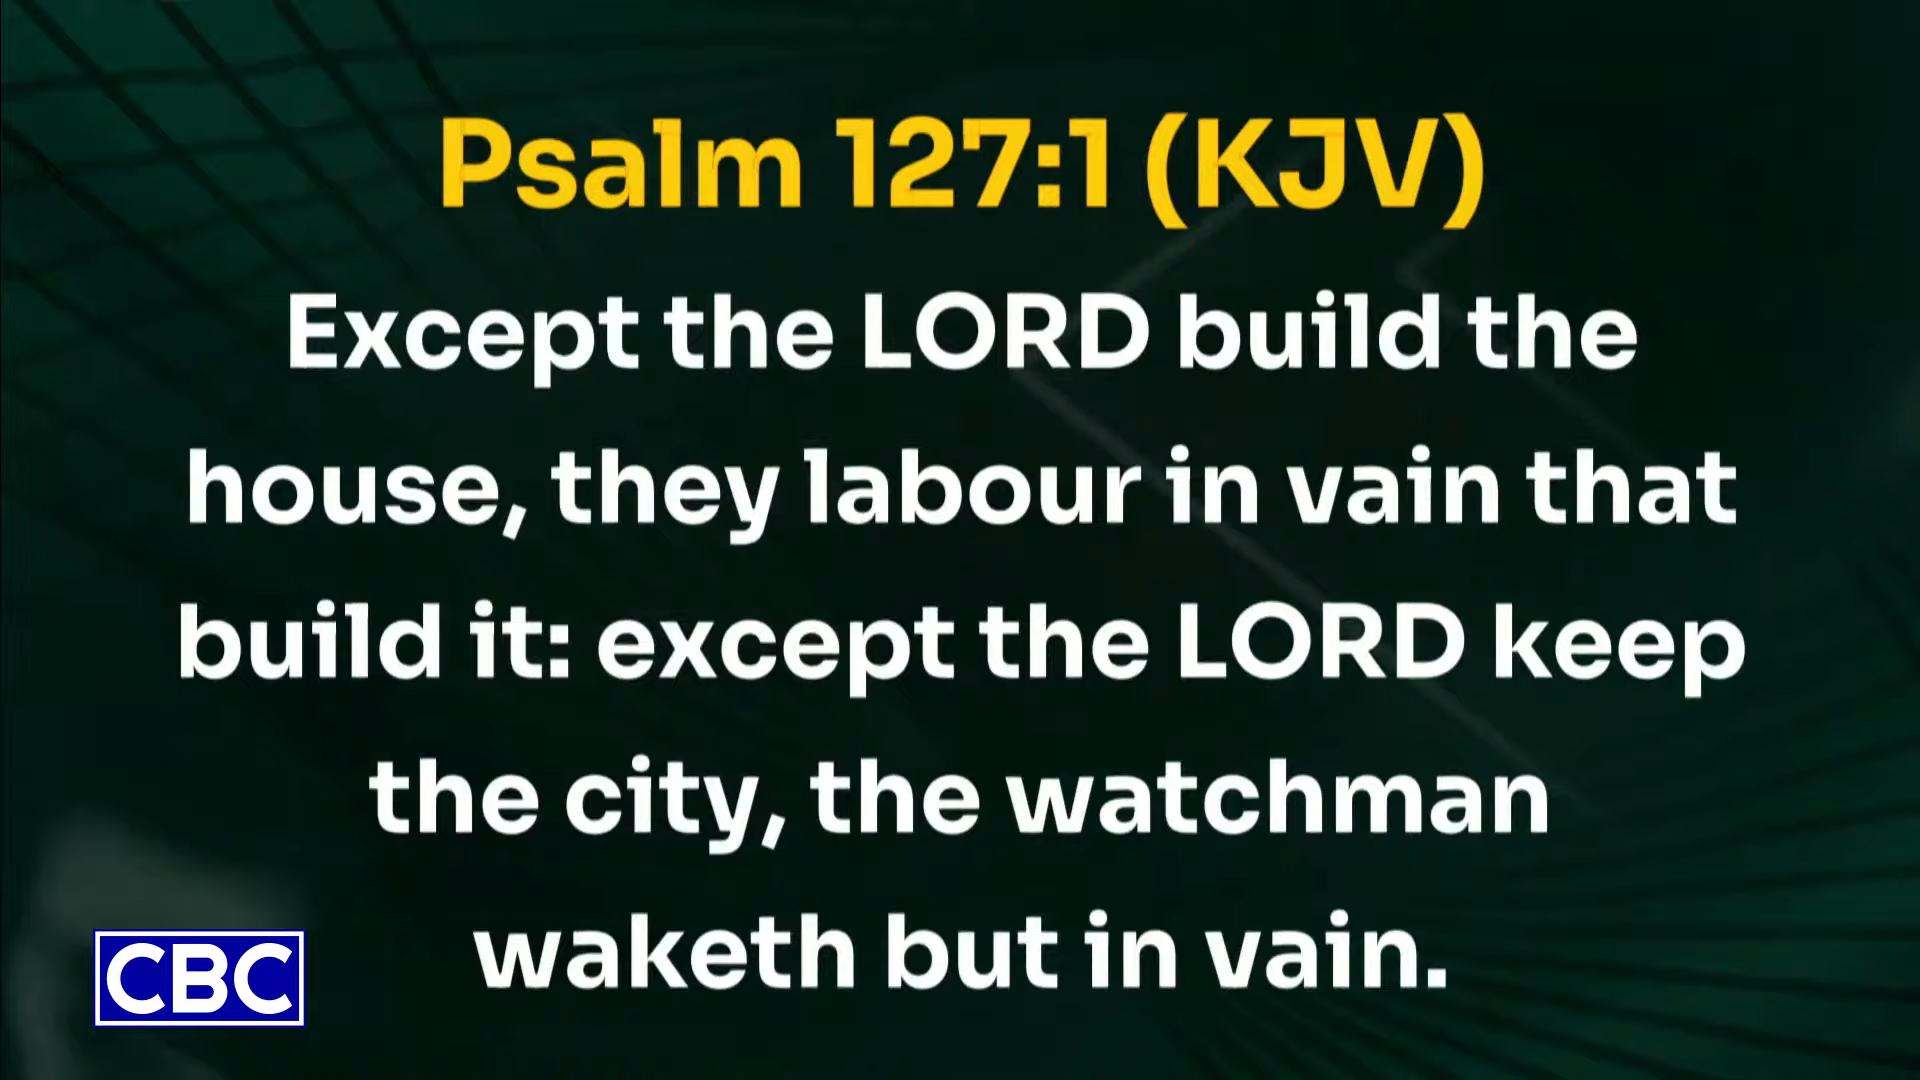 Psalm 127:1 (KJV)
Except the LORD build the
house, they labour in vain that
build it: except the LORD keep
the city, the watchman
waketh but in vain.
CBC